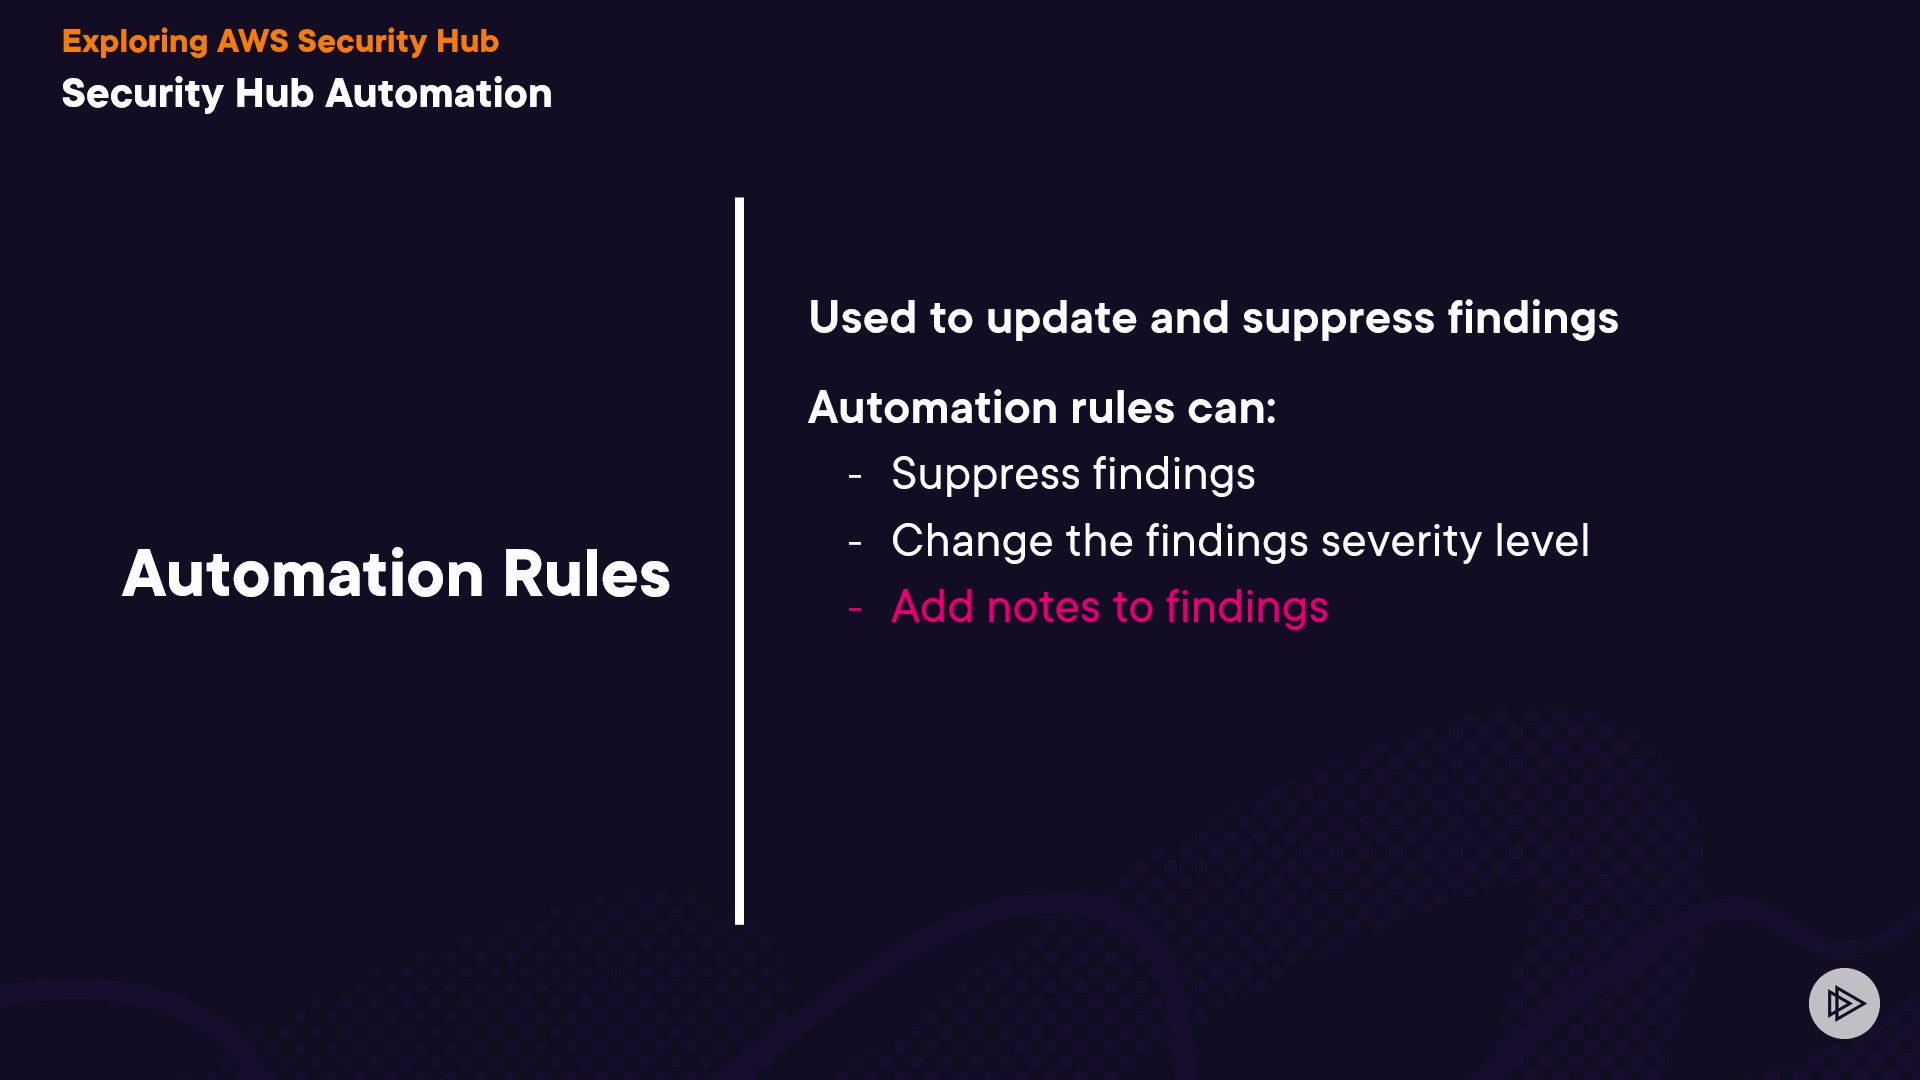 Exploring AWS Security Hub
Security Hub Automation
Automation Rules
Used to update and suppress findings
Automation rules can:
- Suppress findings
- Change the findings severity level
- Add notes to findings